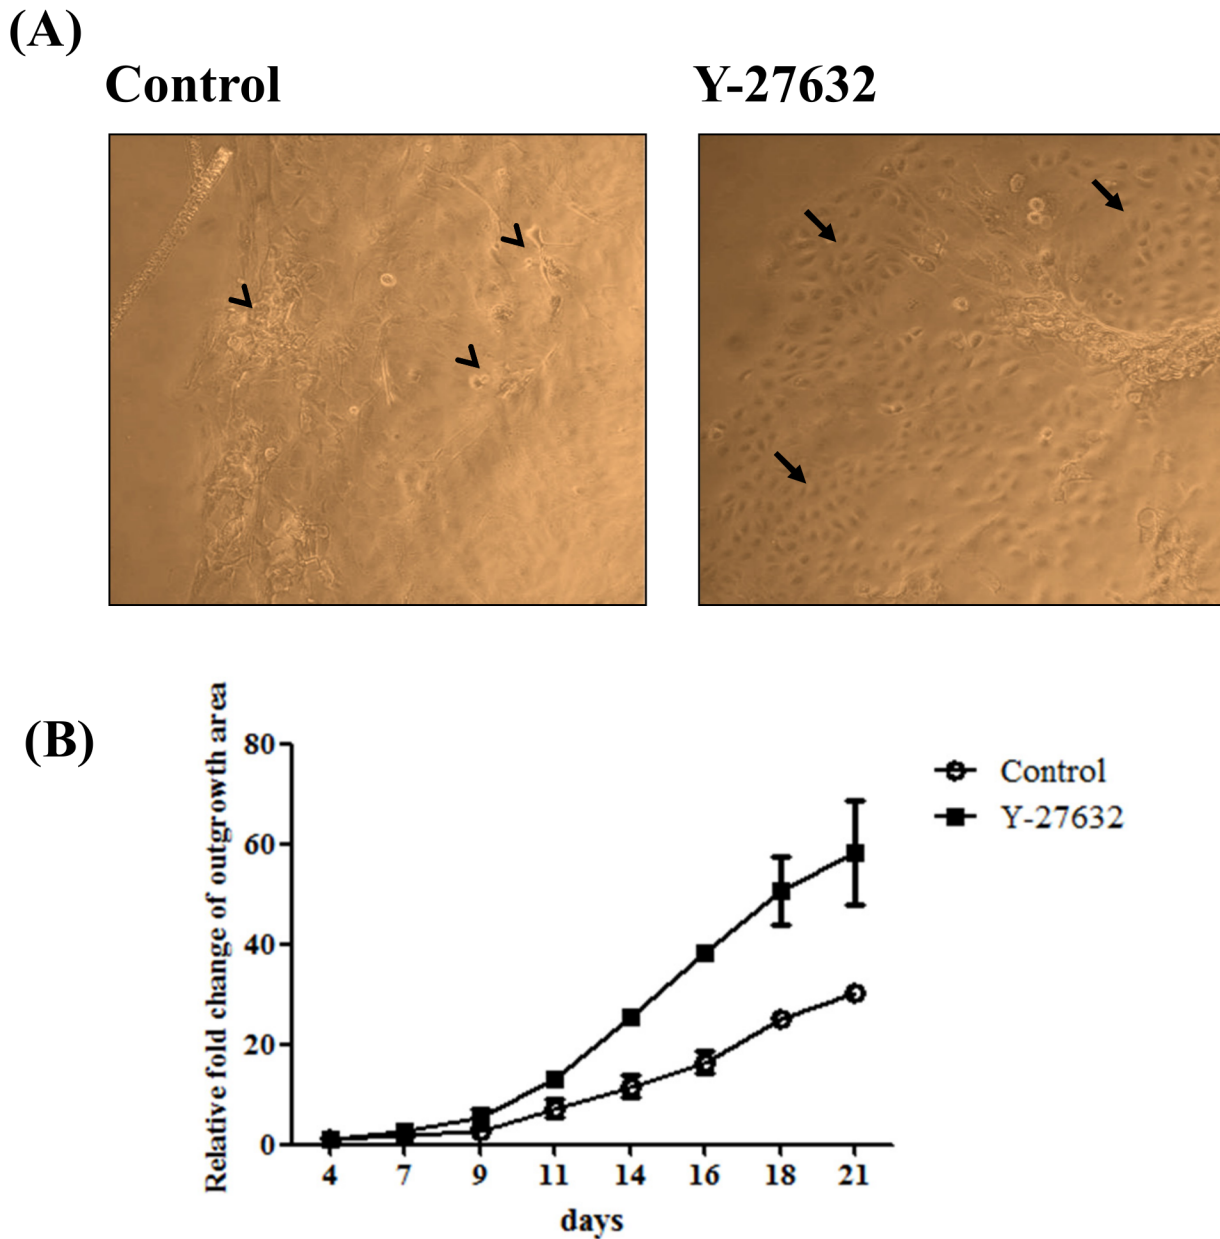 (A)
Control
Y-27632
(B)
Relative fold change of outgrowth area
80
60
40
20
0
4 7 9 11 14 16 18 21
days
Control
Y-27632